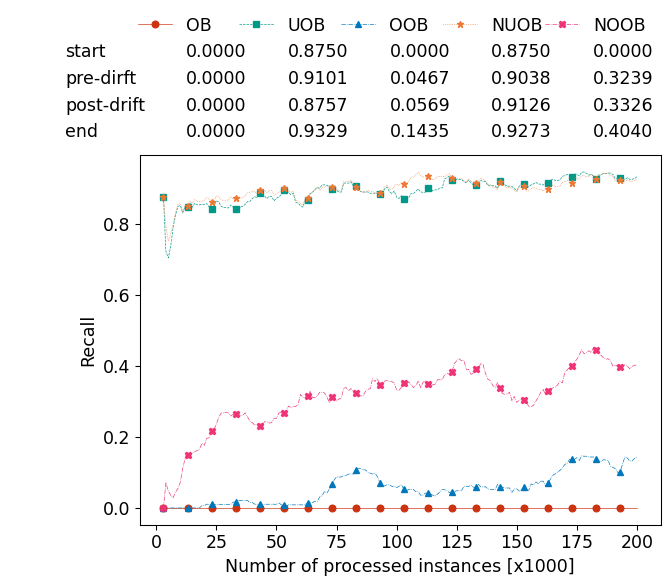 OB UOB OOB NUOB NOOB
start 0.0000 0.8750 0.0000 0.8750 0.0000
pre-dirft 0.0000 0.9101 0.0467 0.9038 0.3239
post-drift 0.0000 0.8757 0.0569 0.9126 0.3326
end 0.0000 0.9329 0.1435 0.9273 0.4040
0.8
0.6
0.4
0.2
0.0
Recall
0 25 50 75 100 125 150 175 200
Number of processed instances [x1000]